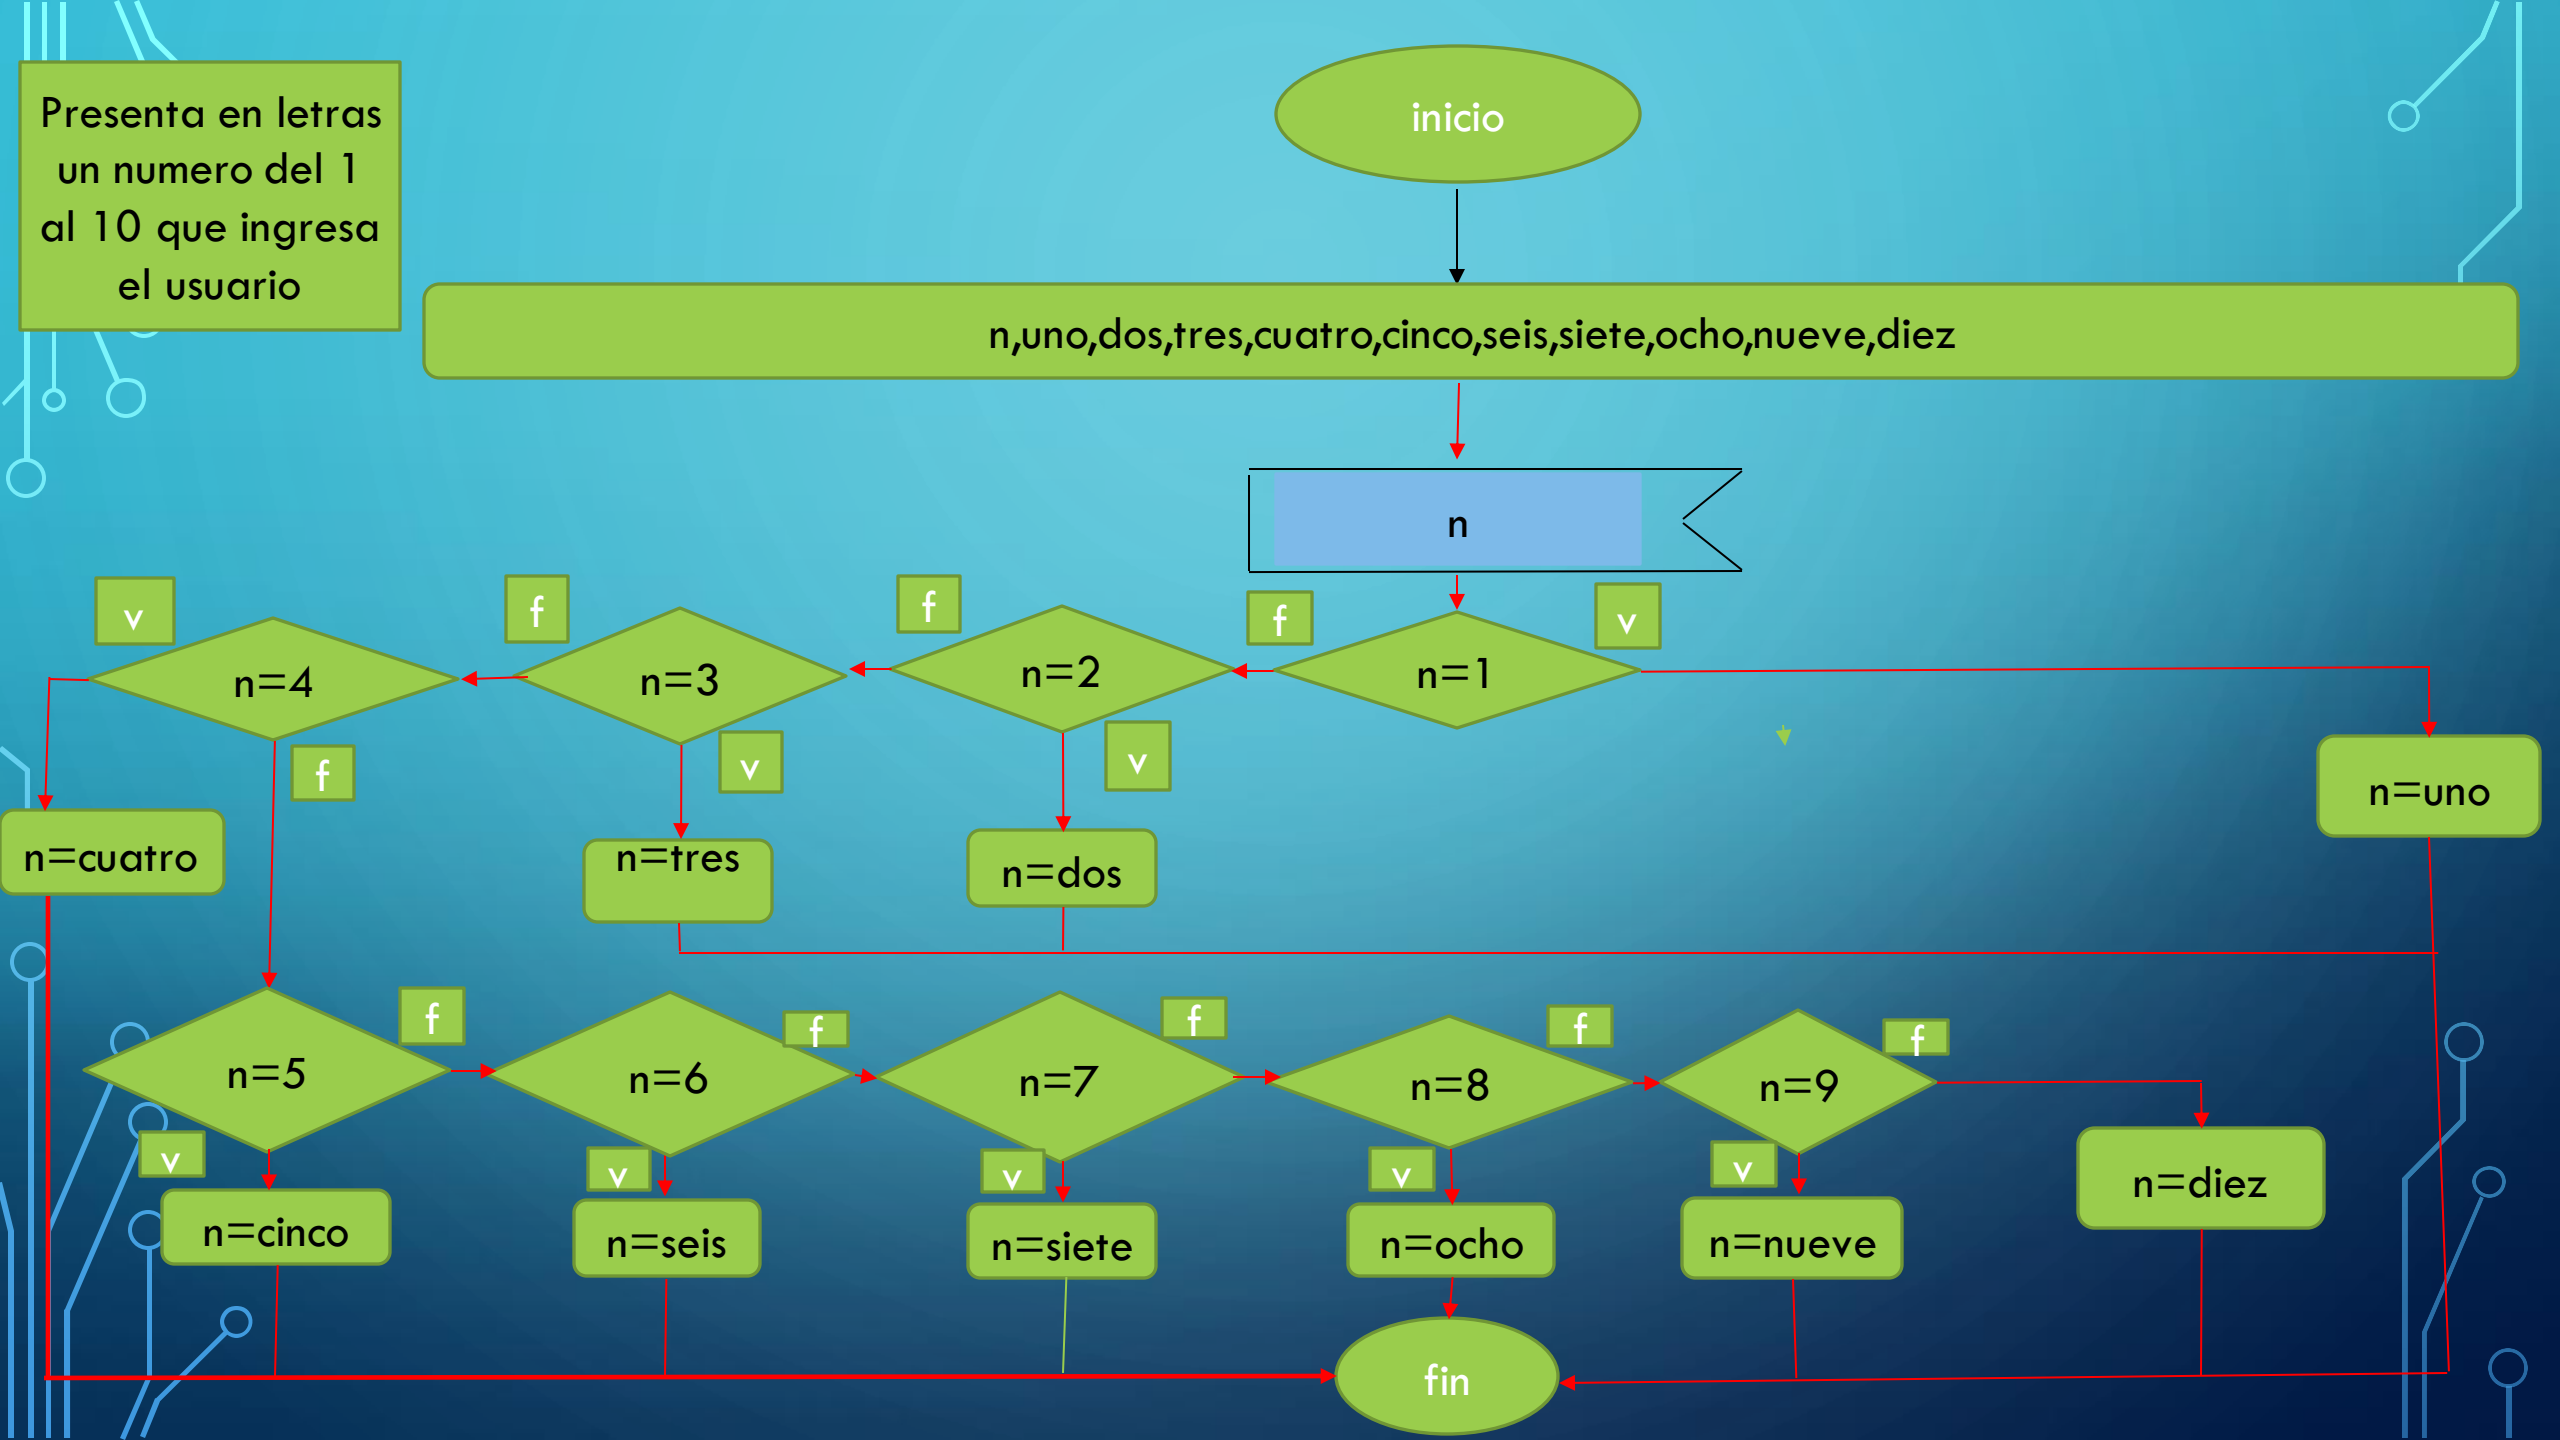 Presenta en letras
un numero del 1
al 10 que ingresa
el usuario
inicio
n,uno,dos,tres,cuatro,cinco,seis,siete,ocho,nueve,diez
n
v
f
f
f
v
n=4
n=3
n=2
n=1
f
v
v
n=uno
n=cuatro
n=tres
n=dos
f
f
f
f
f
n=5
n=6
n=7
n=8
n=9
v
v
v
v
v
n=diez
n=cinco
n=seis
n=siete
n=ocho
n=nueve
fin